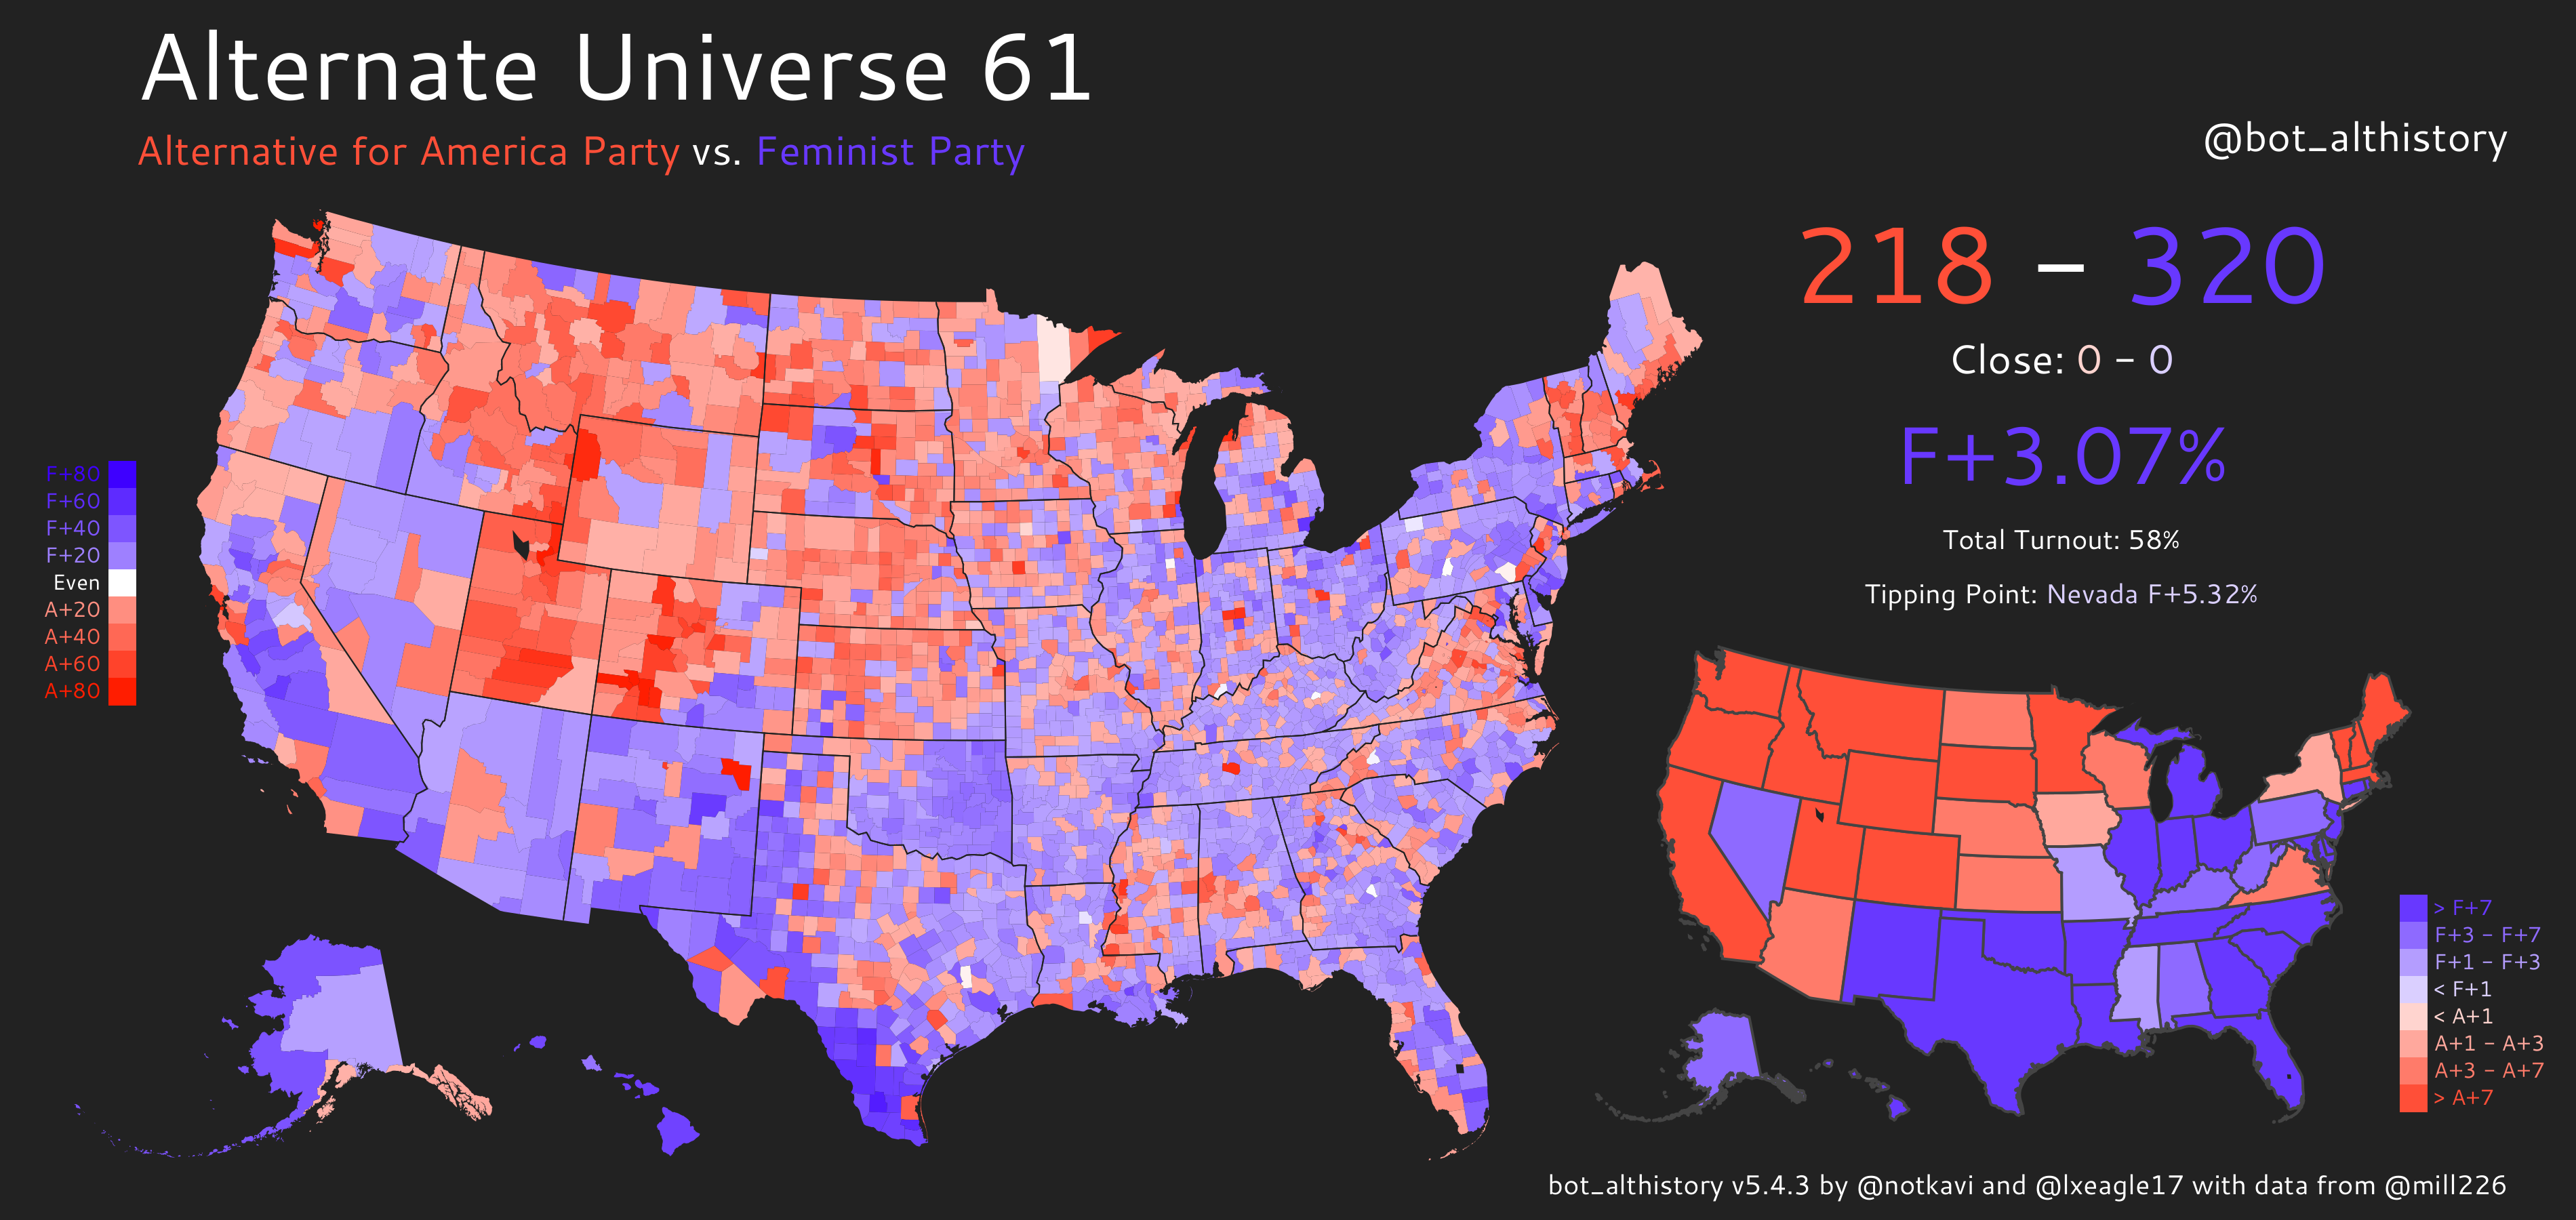 Alternate Universe 61
Alternative for America Party vs. Feminist Party
@bot_althistory
218 – 320
Close: 0 – 0
F+3.07%
Total Turnout: 58%
Tipping Point: Nevada F+5.32%
F+80
F+60
F+40
F+20
Even
A+20
A+40
A+60
A+80
> F+7
F+3 – F+7
F+1 – F+3
< F+1
< A+1
A+1 – A+3
A+3 – A+7
> A+7
bot_althistory v5.4.3 by @notkavi and @lxeagle17 with data from @mill226